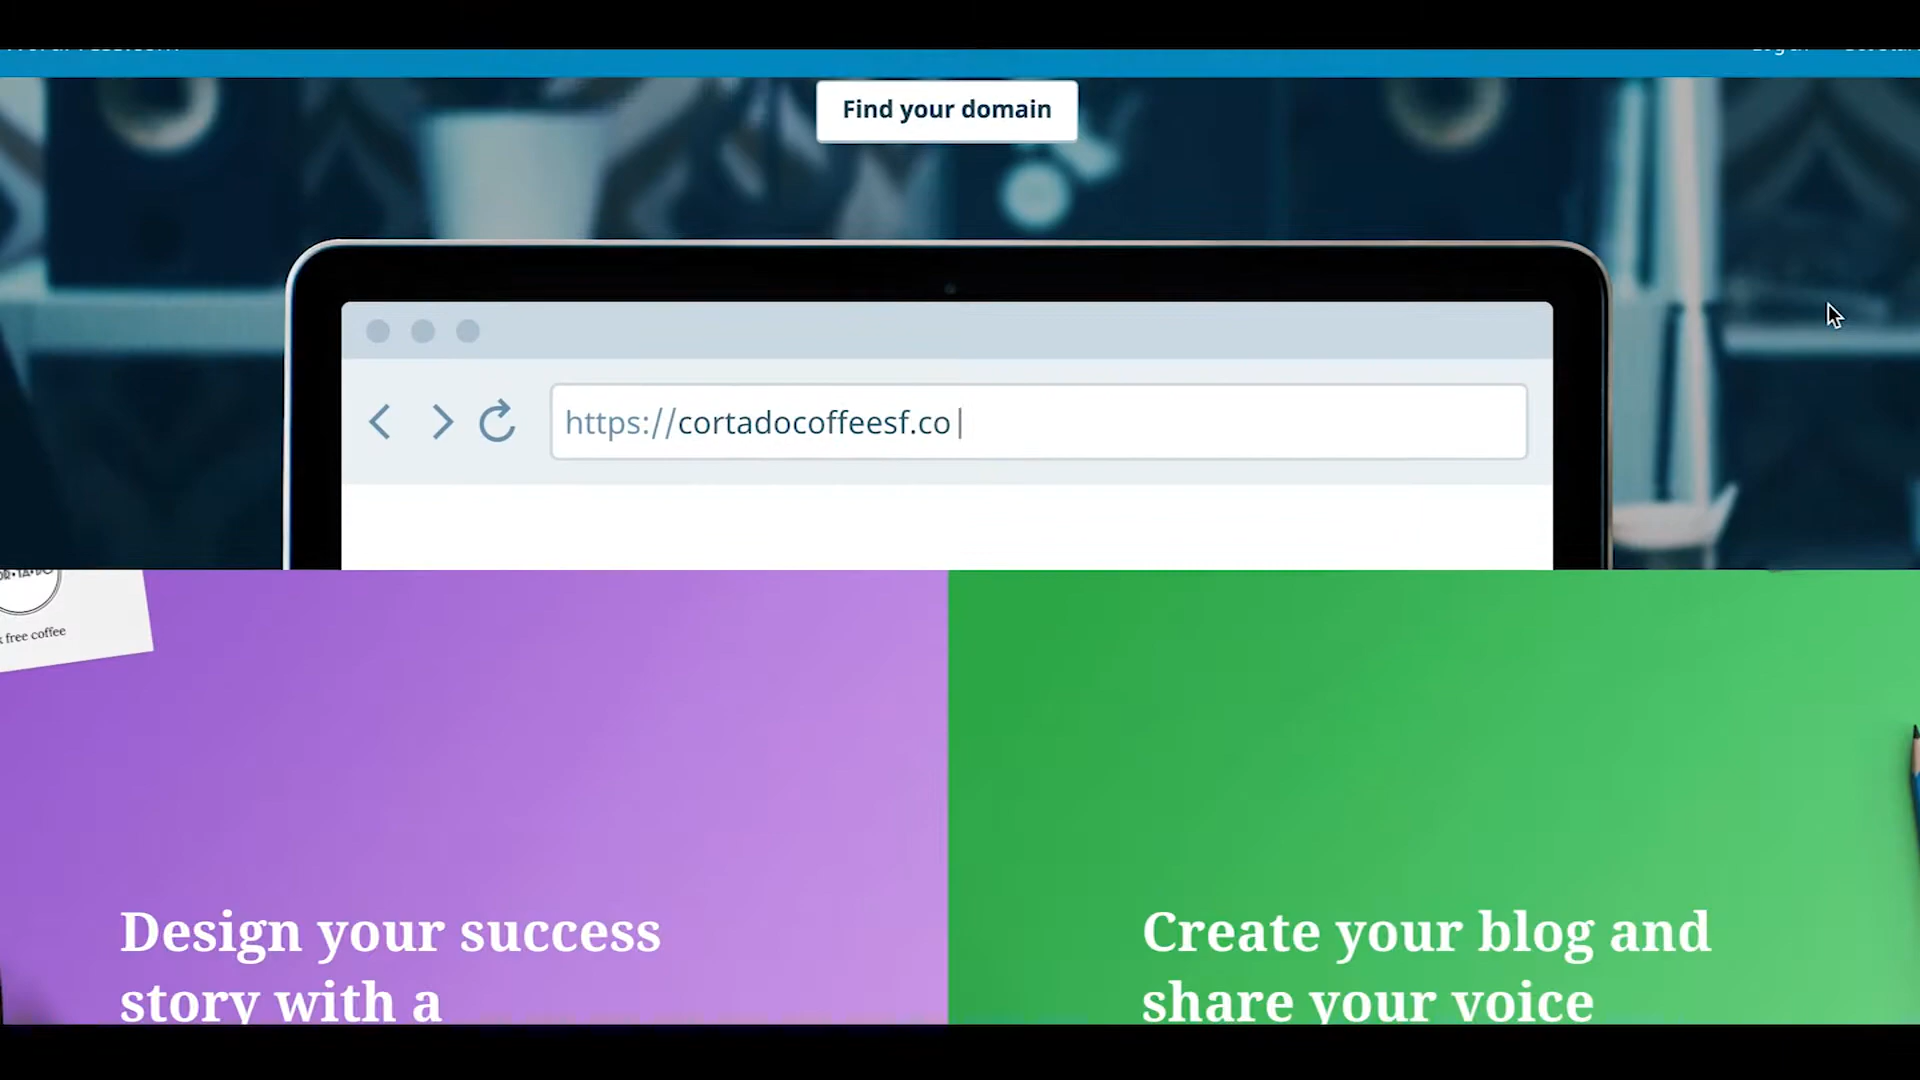 Find your domain
https://cortadocoffeesf.co
free coffee
Design your success
story with a
Create your blog and
share your voice